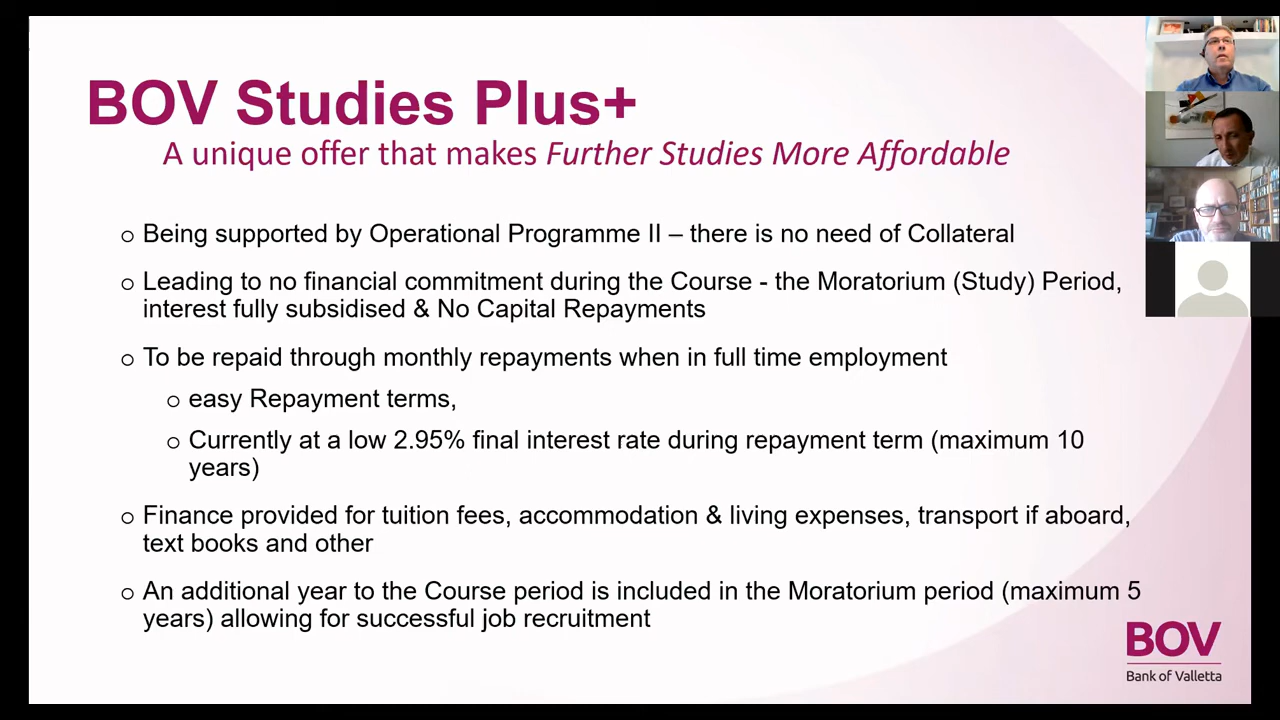 BOV Studies Plus+
A unique offer that makes Further Studies More Affordable
o Being supported by Operational Programme II – there is no need of Collateral
o Leading to no financial commitment during the Course - the Moratorium (Study) Period,
interest fully subsidised & No Capital Repayments
o To be repaid through monthly repayments when in full time employment
o easy Repayment terms,
o Currently at a low 2.95% final interest rate during repayment term (maximum 10
years)
o Finance provided for tuition fees, accommodation & living expenses, transport if aboard,
text books and other
o An additional year to the Course period is included in the Moratorium period (maximum 5
years) allowing for successful job recruitment
BOV
Bank of Valletta